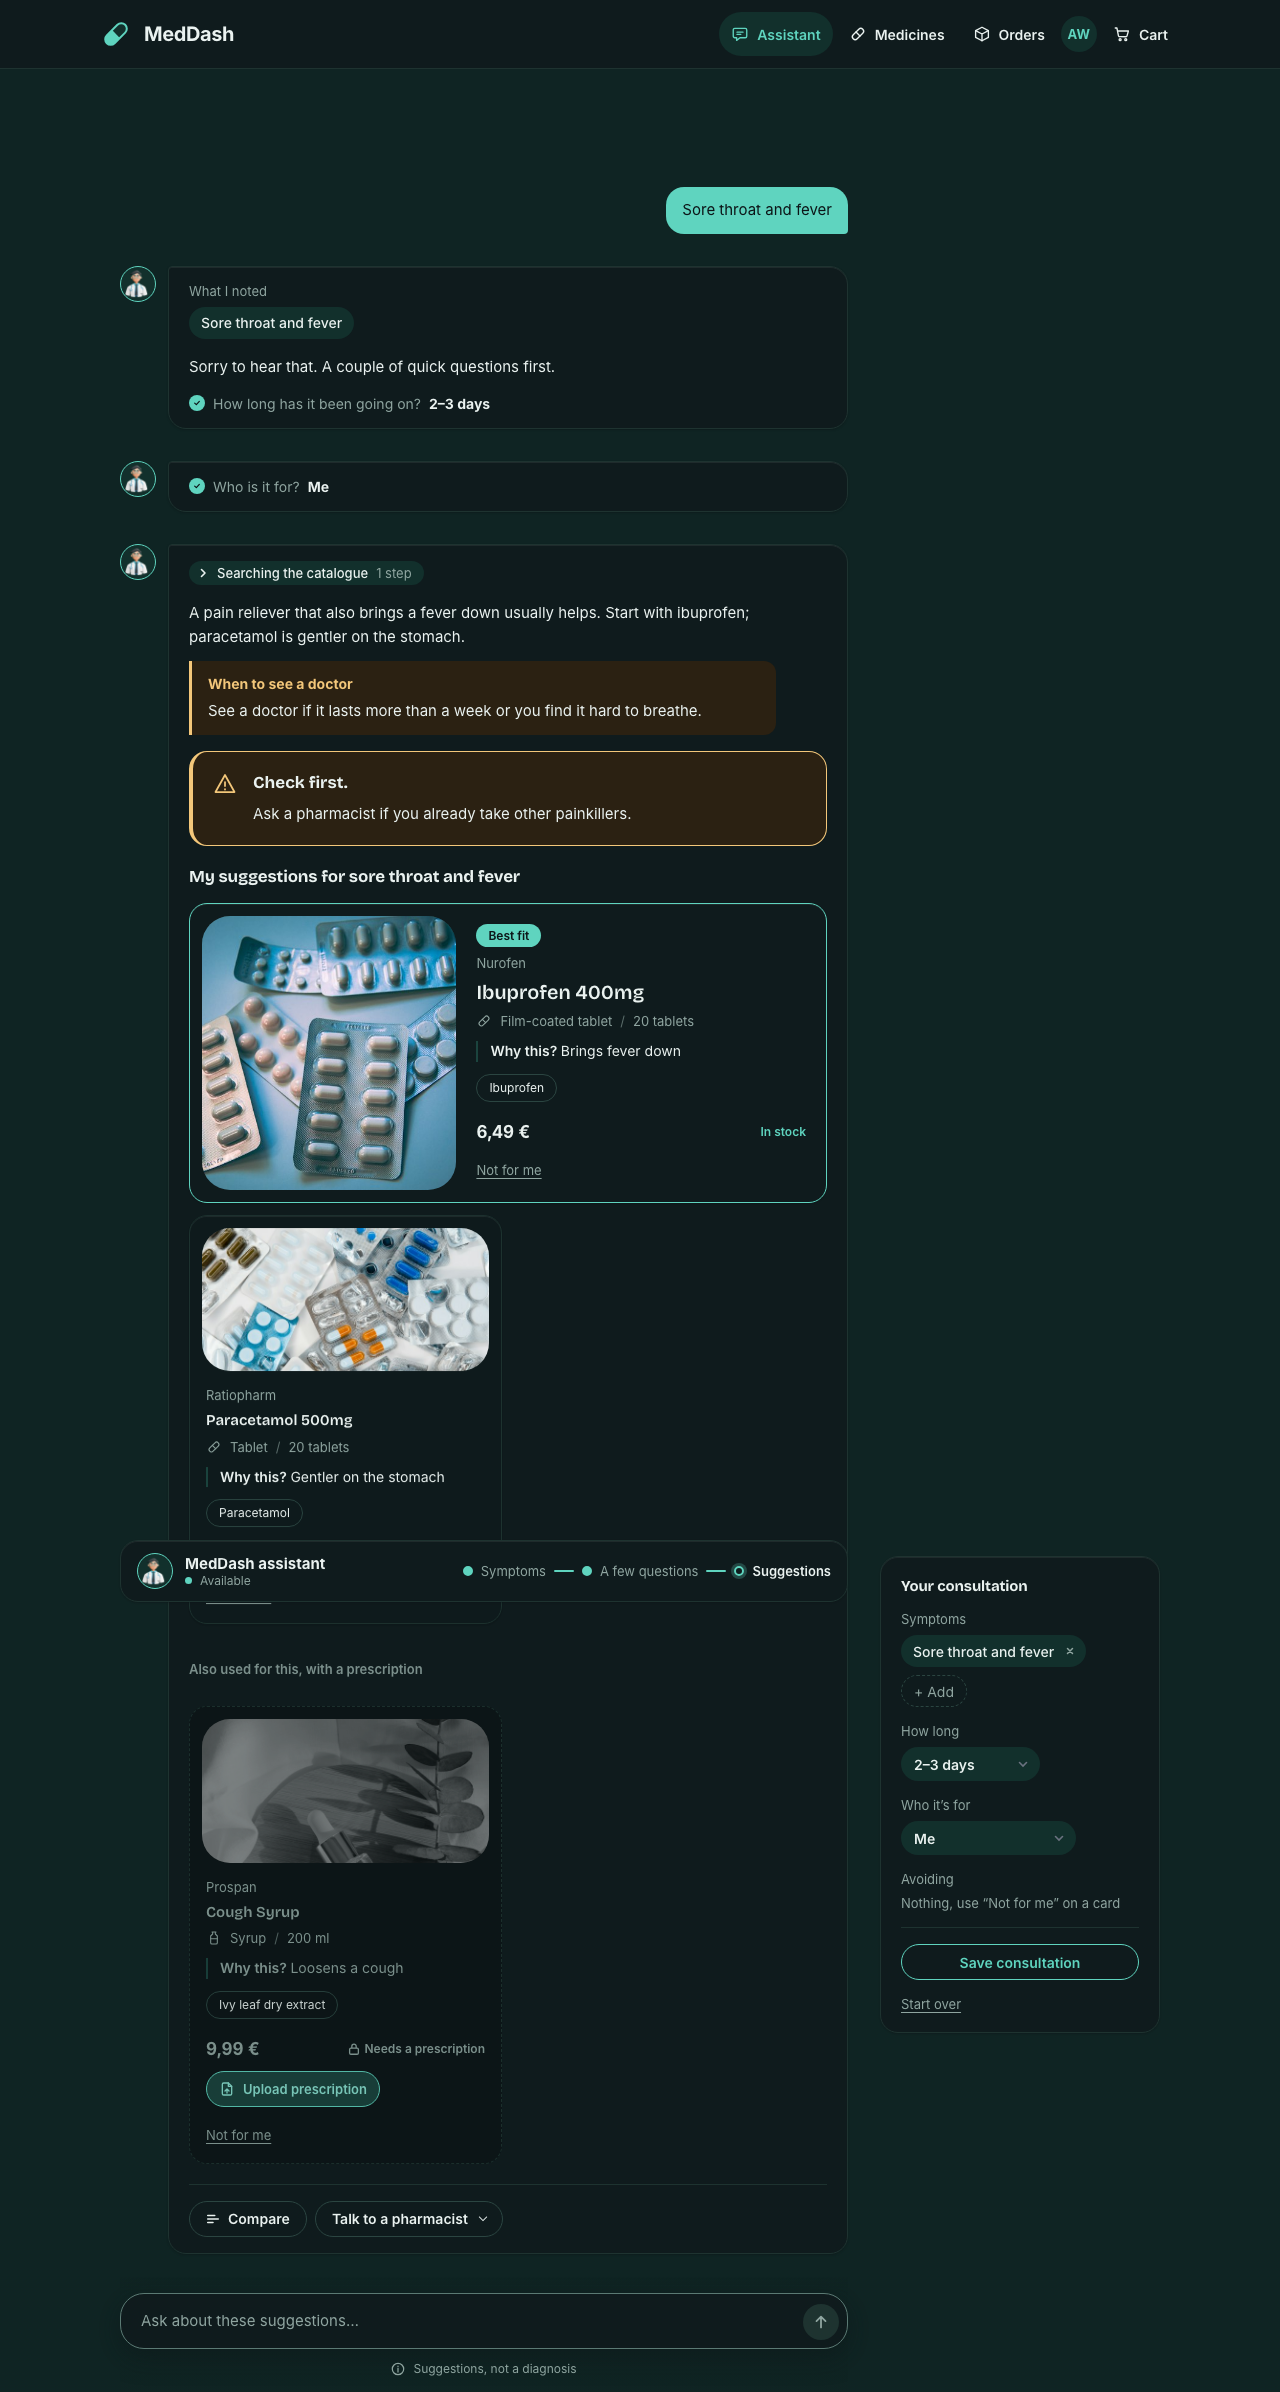 MedDash
Assistant
Medicines
Orders
AW
Cart
Sore throat and fever
What I noted
Sore throat and fever
Sorry to hear that. A couple of quick questions first.
How long has it been going on? 2–3 days
Who is it for? Me
Searching the catalogue 1 step
A pain reliever that also brings a fever down usually helps. Start with ibuprofen;
paracetamol is gentler on the stomach.
When to see a doctor
See a doctor if it lasts more than a week or you find it hard to breathe.
Check first.
Ask a pharmacist if you already take other painkillers.
My suggestions for sore throat and fever
Best fit
Nurofen
Ibuprofen 400mg
Film-coated tablet / 20 tablets
Why this? Brings fever down
Ibuprofen
6,49 €
In stock
Not for me
Ratiopharm
Paracetamol 500mg
Tablet / 20 tablets
Why this? Gentler on the stomach
Paracetamol
MedDash assistant
Available
Symptoms
A few questions
Suggestions
Also used for this, with a prescription
Prospan
Cough Syrup
Syrup / 200 ml
Why this? Loosens a cough
Ivy leaf dry extract
9,99 €
Needs a prescription
Upload prescription
Not for me
Compare
Talk to a pharmacist
Your consultation
Symptoms
Sore throat and fever ×
+ Add
How long
2–3 days
Who it’s for
Me
Avoiding
Nothing, use “Not for me” on a card
Save consultation
Start over
Ask about these suggestions...
Suggestions, not a diagnosis